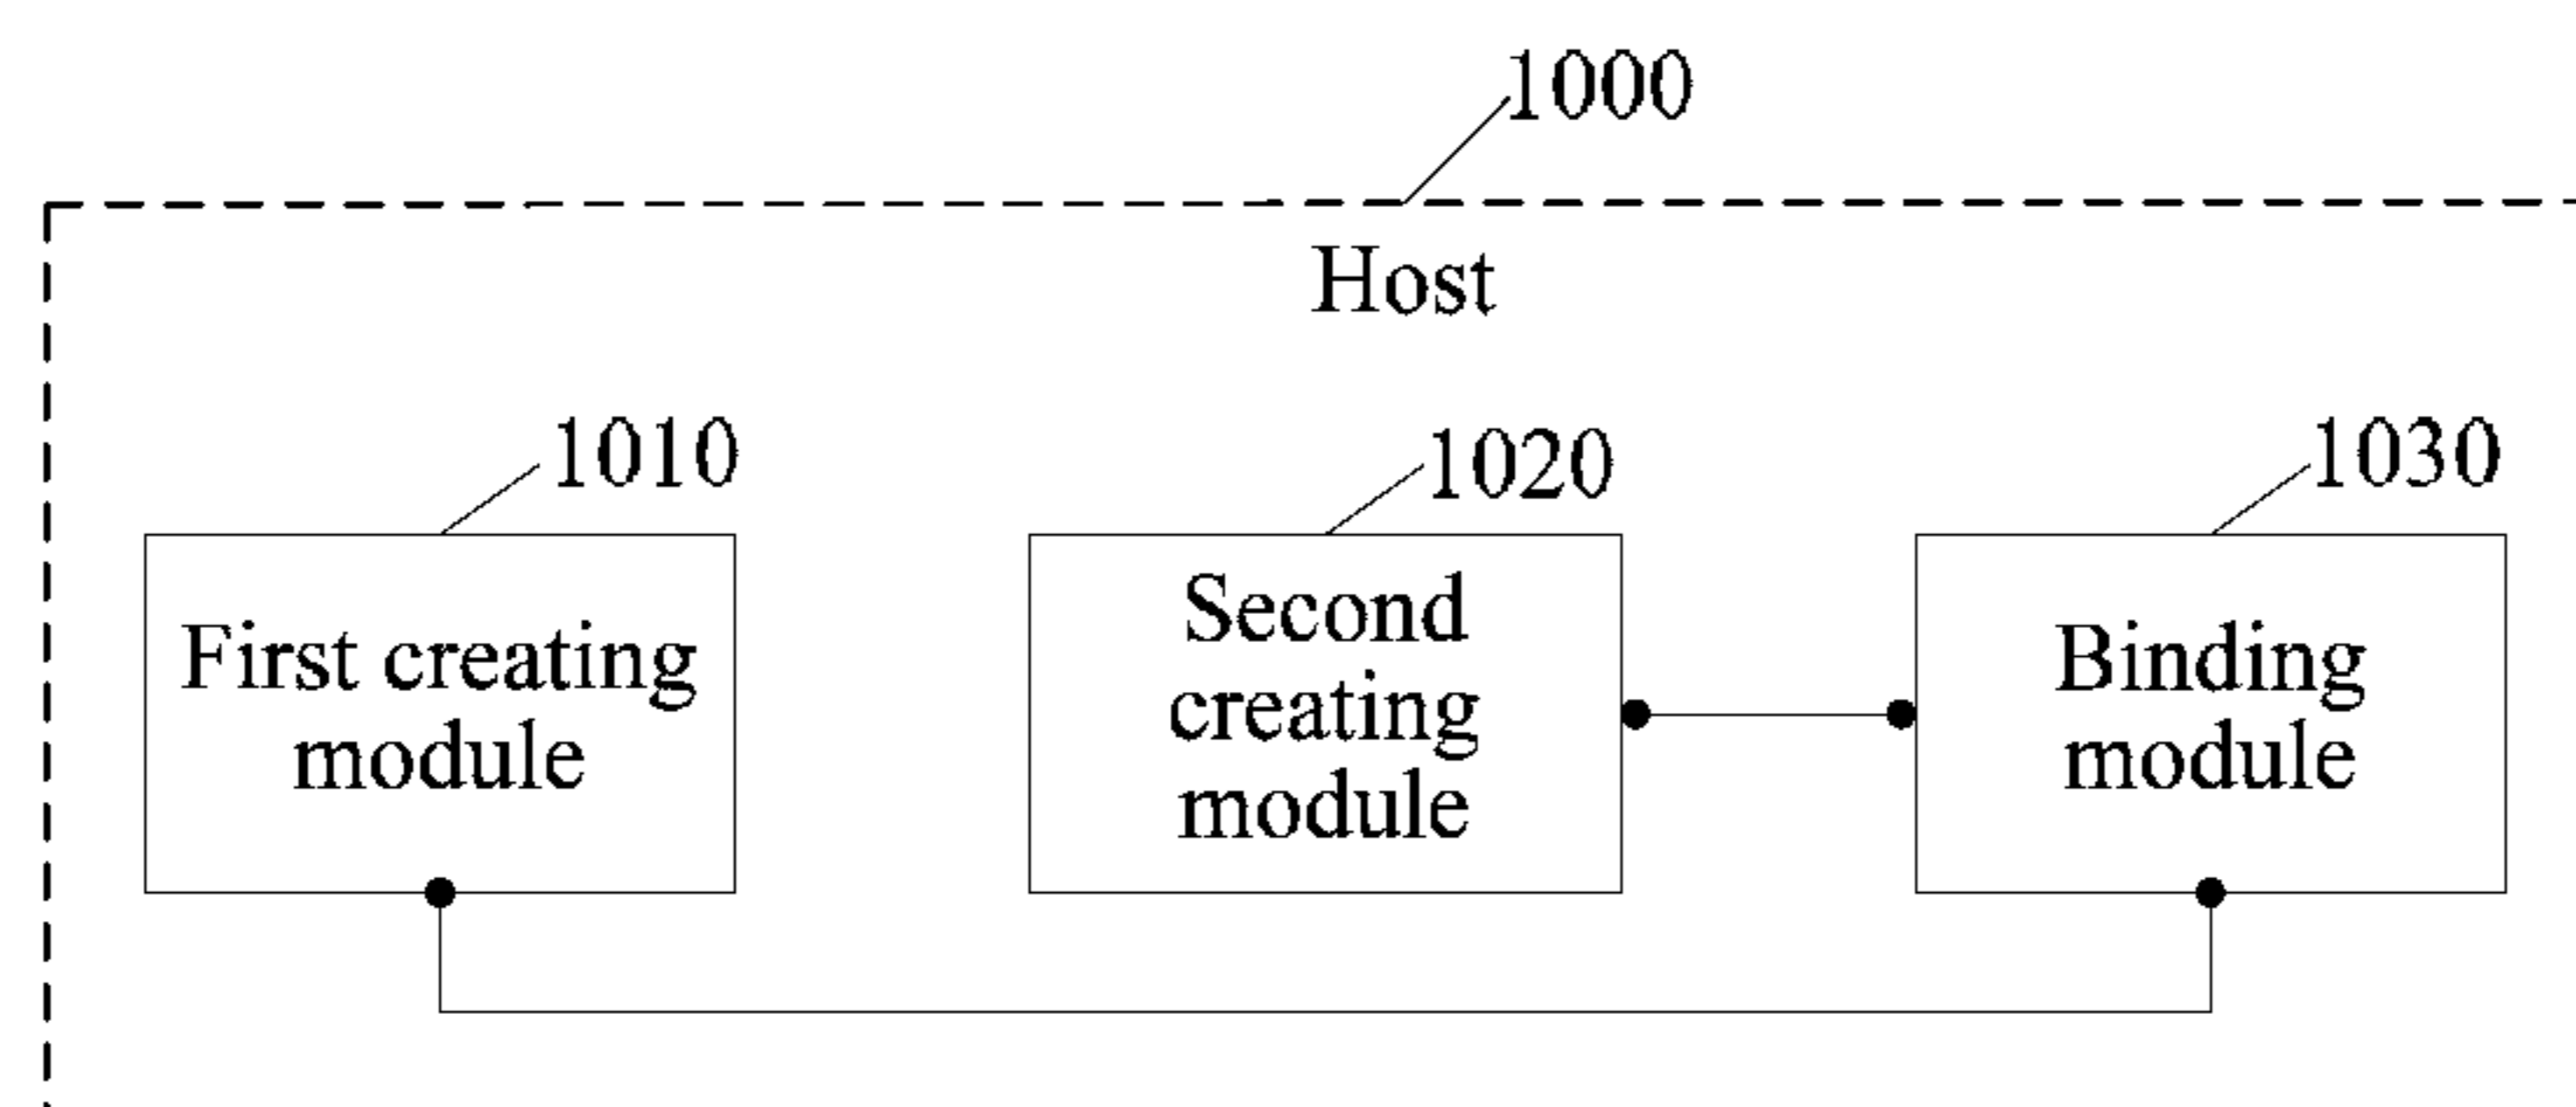 1000
Host
1010
1020
1030
First creating
module
Second
creating
module
Binding
module